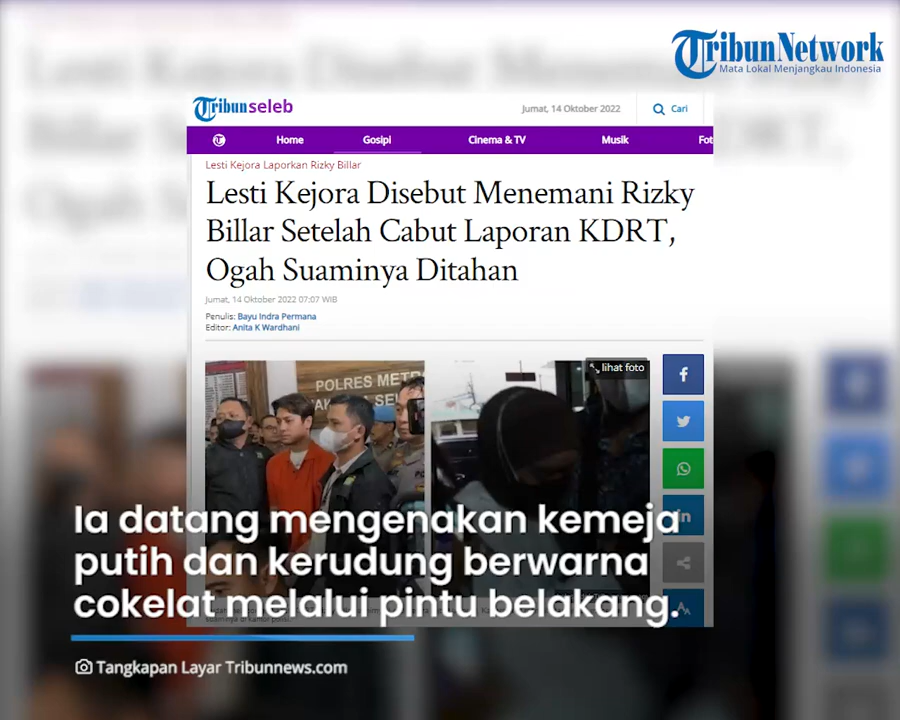 TribunNetwork
Mata Lokal Menjangkau Indonesia
Tribunseleb
Jumat, 14 Oktober 2022
Cari
Home Gosipi Cinema & TV Musik Fot
Lesti Kejora Laporkan Rizky Billar
Lesti Kejora Disebut Menemani Rizky
Billar Setelah Cabut Laporan KDRT,
Ogah Suaminya Ditahan
Jumat, 14 Oktober 2022 07:07 WIB
Penulis: Bayu Indra Permana
Editor: Anita K Wardhani
lihat foto
POLRES METR
Ia datang mengenakan kemeja
putih dan kerudung berwarna
cokelat melalui pintu belakang.
Tangkapan Layar Tribunnews.com